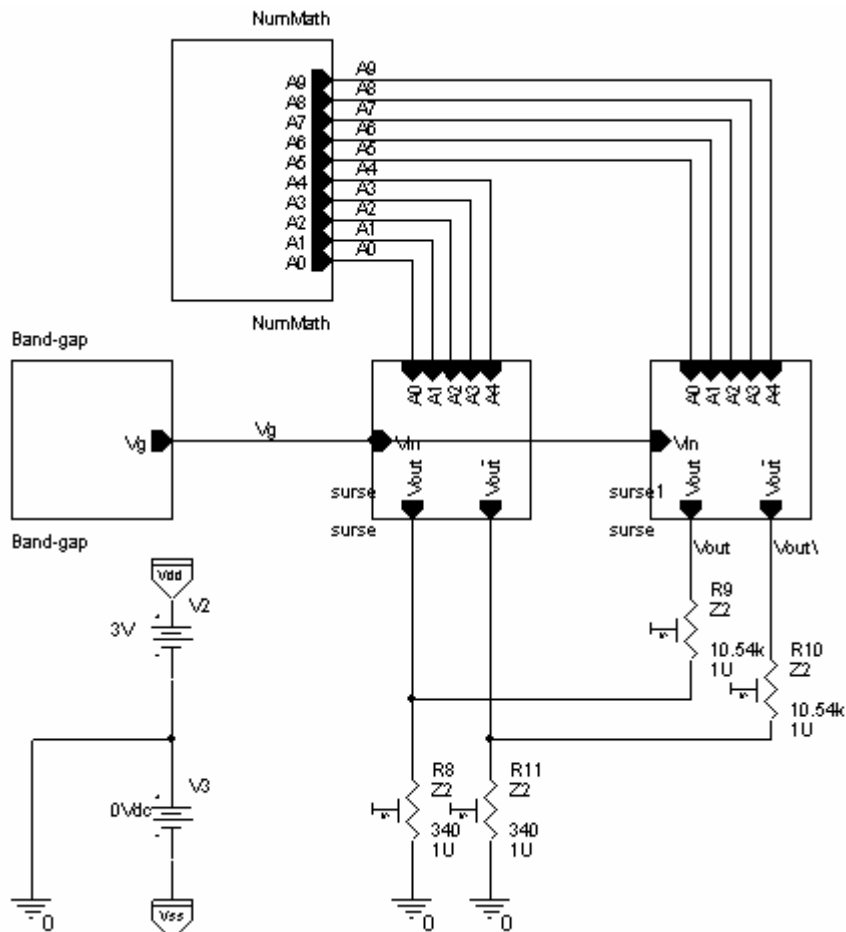 NumMath
A9
A8
A7
A6
A5
A4
A3
A2
A1
A0
A9
A8
A7
A6
A5
A4
A3
A2
A1
A0
NumMath
Band-gap
Vg
Band-gap
Vg
A0
A1
A2
A3
A4
Vin
Vout
Vout
surse
surse
A0
A1
A2
A3
A4
Vin
Vout
Vout
surse1
surse
Vout
Vout\
Vdd
V2
3V
V3
0Vdc
Vss
0
R9
Z2
10.54k
1U
R10
Z2
10.54k
1U
R8
Z2
340
1U
R11
Z2
340
1U
0
0